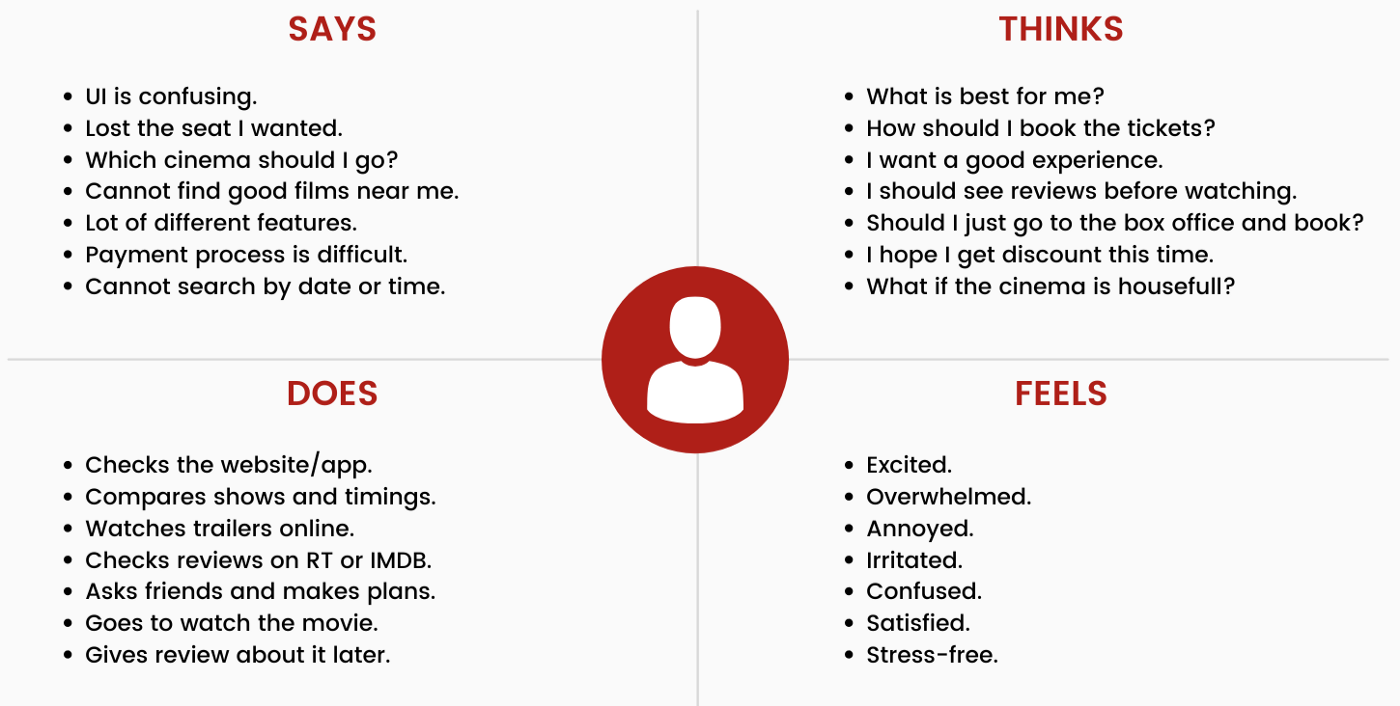 SAYS
• UI is confusing.
• Lost the seat I wanted.
• Which cinema should I go?
• Cannot find good films near me.
• Lot of different features.
• Payment process is difficult.
• Cannot search by date or time.
THINKS
• What is best for me?
• How should I book the tickets?
• I want a good experience.
• I should see reviews before watching.
• Should I just go to the box office and book?
• I hope I get discount this time.
• What if the cinema is housefull?
DOES
• Checks the website/app.
• Compares shows and timings.
• Watches trailers online.
• Checks reviews on RT or IMDB.
• Asks friends and makes plans.
• Goes to watch the movie.
• Gives review about it later.
FEELS
• Excited.
• Overwhelmed.
• Annoyed.
• Irritated.
• Confused.
• Satisfied.
• Stress-free.